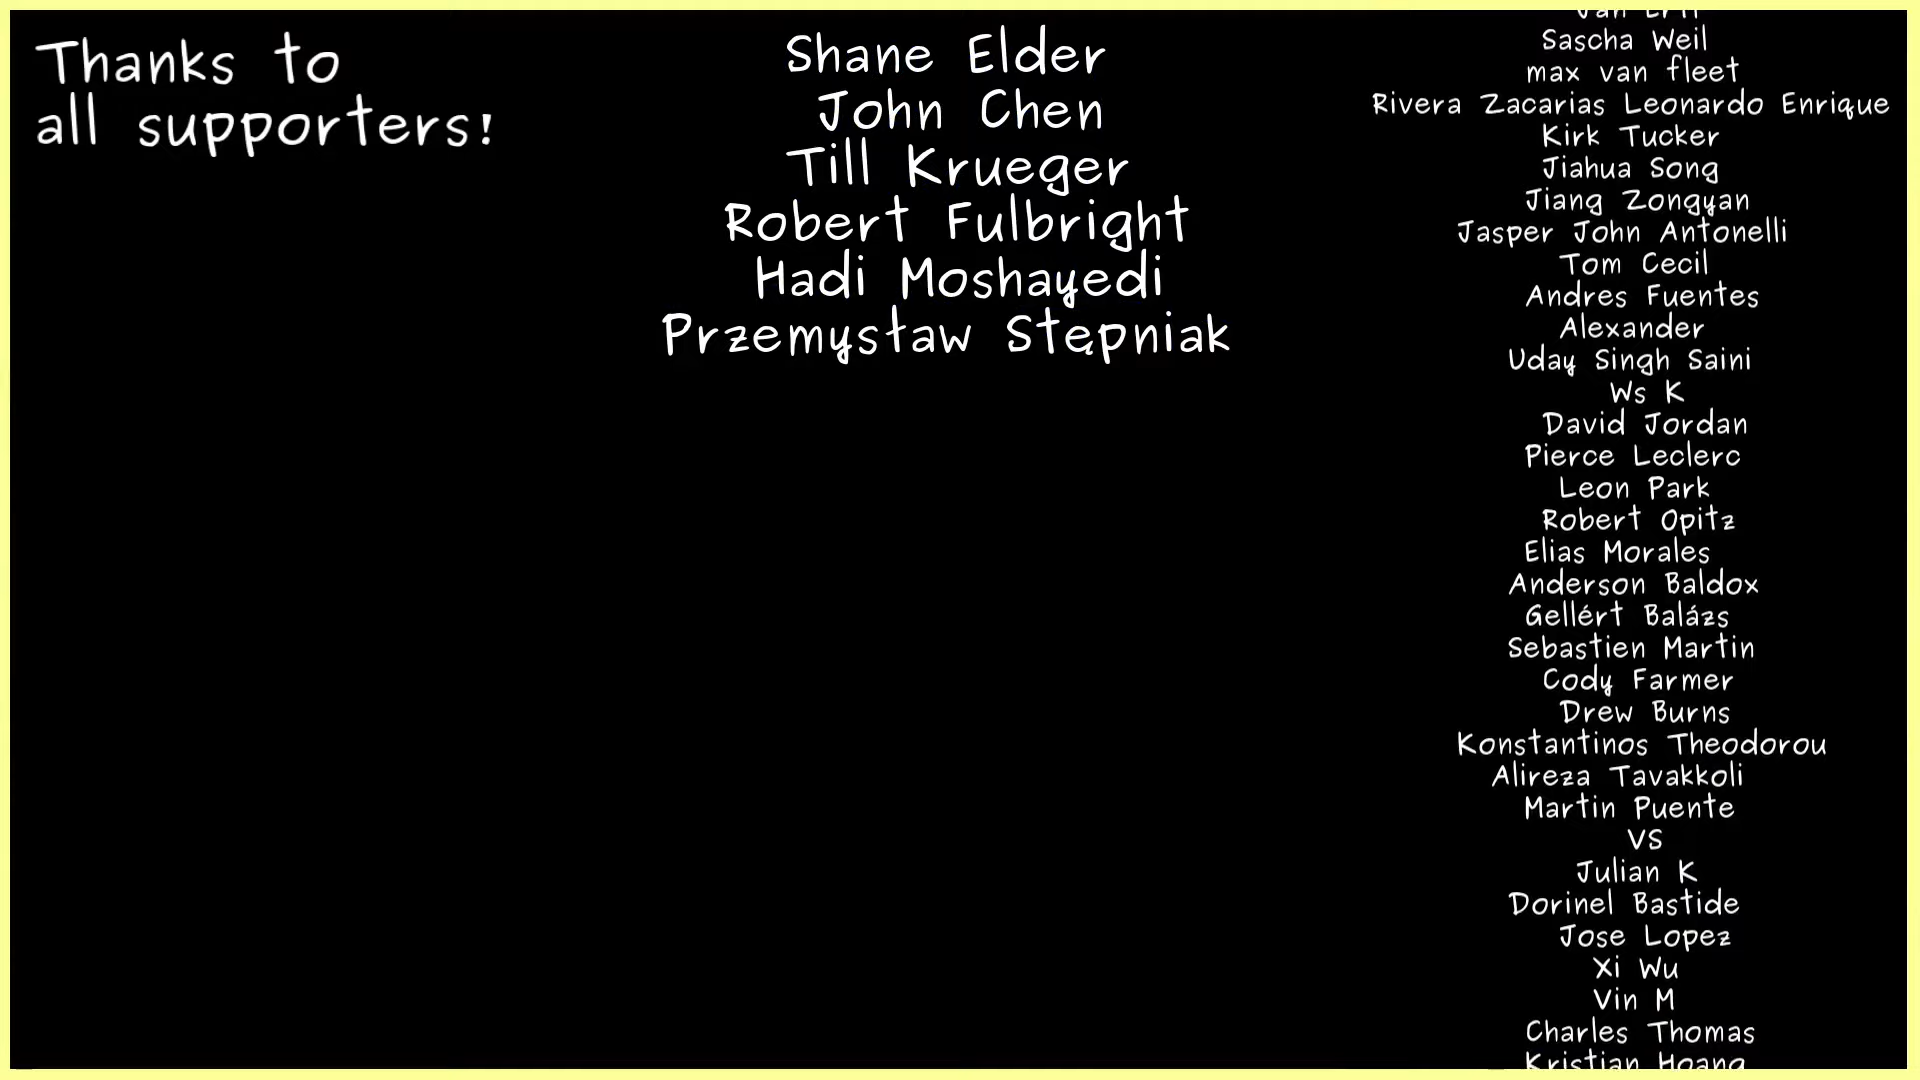 Thanks to
all supporters!
Shane Elder
John Chen
Till Krueger
Robert Fulbright
Hadi Moshayedi
Przemysław Stępniak
Sascha Weil
max van fleet
Rivera Zacarias Leonardo Enrique
Kirk Tucker
Jiahua Song
Jiang Zongyan
Jasper John Antonelli
Tom Cecil
Andres Fuentes
Alexander
Uday Singh Saini
Ws K
David Jordan
Pierce Leclerc
Leon Park
Robert Opitz
Elias Morales
Anderson Baldox
Gellért Balázs
Sebastien Martin
Cody Farmer
Drew Burns
Konstantinos Theodorou
Alireza Tavakkoli
Martin Puente
VS
Julian K
Dorinel Bastide
Jose Lopez
Xi Wu
Vin M
Charles Thomas
Kristian Hoang